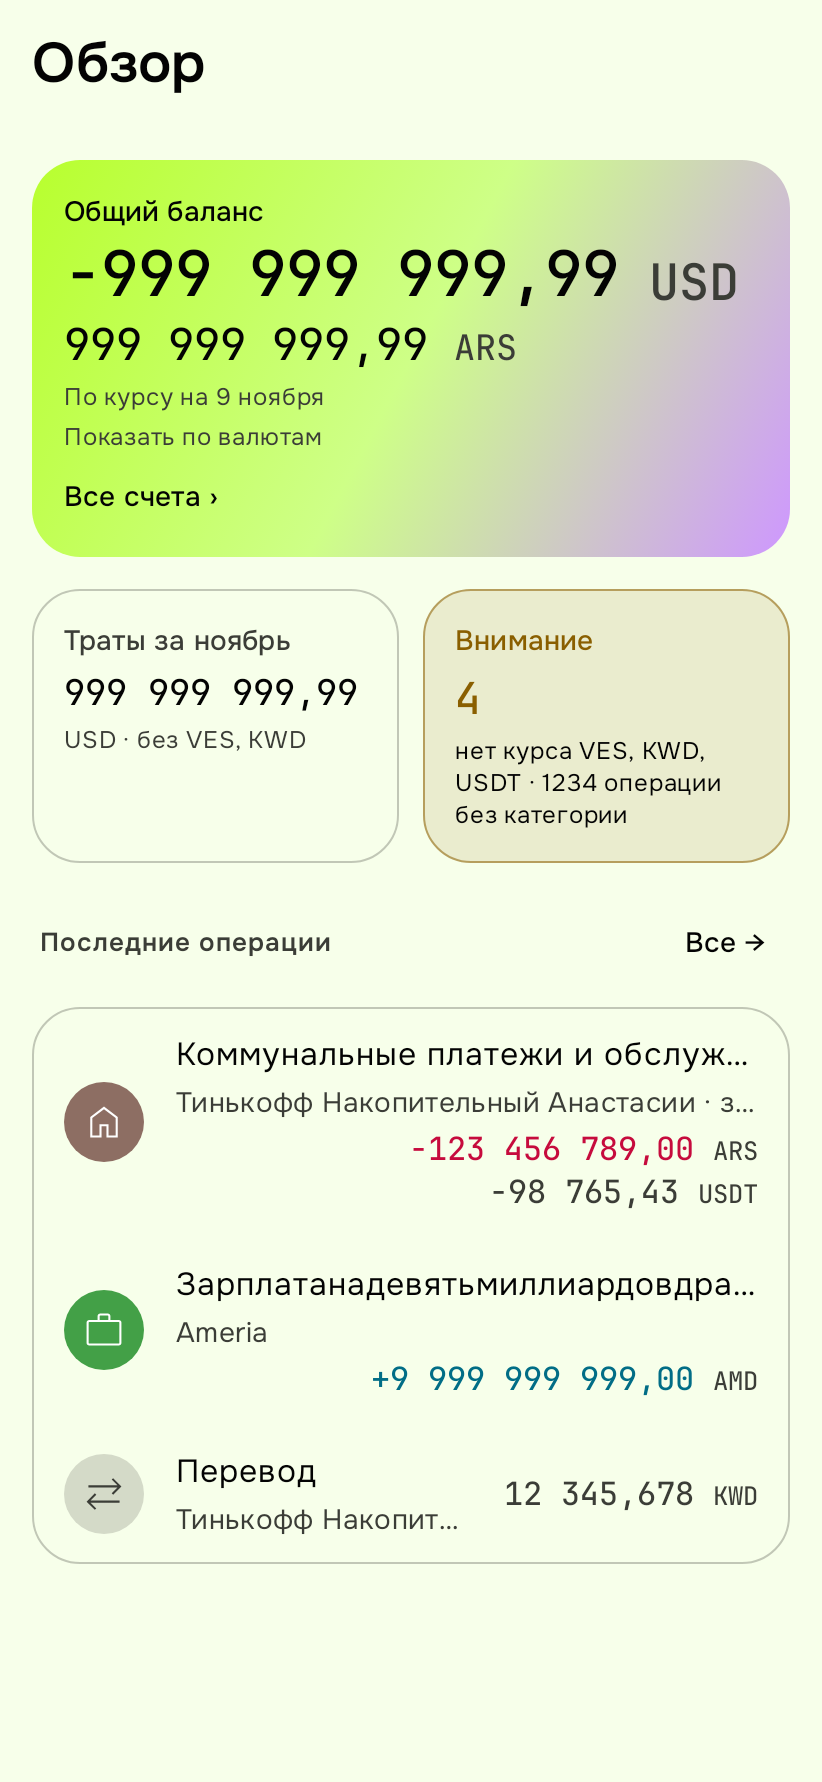 Обзор
Общий баланс
-999 999 999,99 USD
999 999 999,99 ARS
По курсу на 9 ноября
Показать по валютам
Все счета ›
Траты за ноябрь
999 999 999,99
USD · без VES, KWD
Внимание
4
нет курса VES, KWD,
USDT · 1234 операции
без категории
Последние операции
Все →
Коммунальные платежи и обслуж...
Тинькофф Накопительный Анастасии · з...
-123 456 789,00 ARS
-98 765,43 USDT
Зарплатанадевятьмиллиардовдра...
Ameria
+9 999 999 999,00 AMD
Перевод
12 345,678 KWD
Тинькофф Накопит...